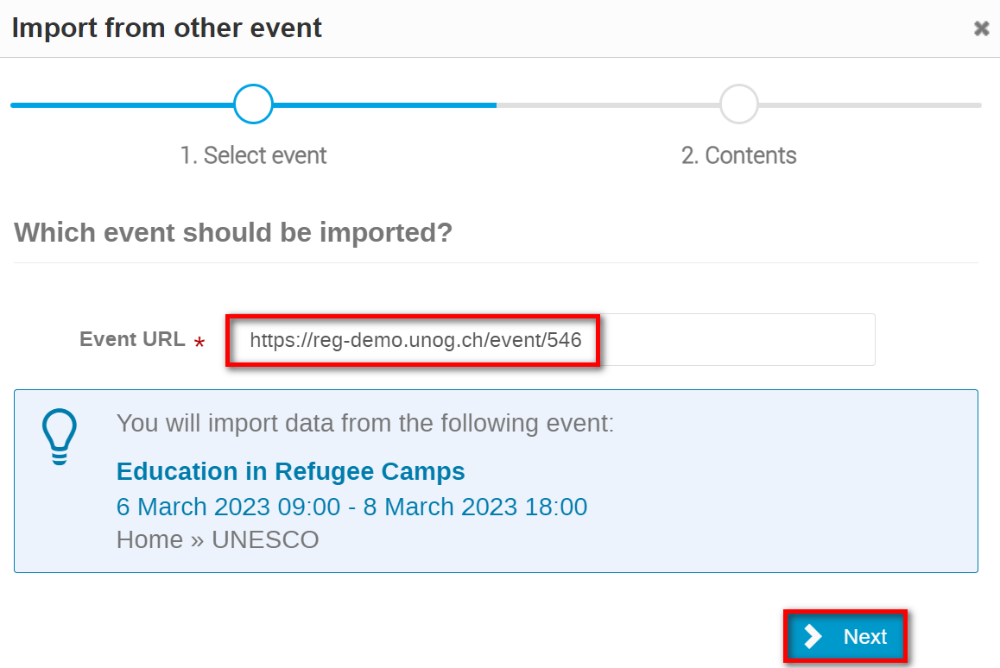 Import from other event
1. Select event
2. Contents
Which event should be imported?
Event URL *
https://reg-demo.unog.ch/event/546
You will import data from the following event:
Education in Refugee Camps
6 March 2023 09:00 - 8 March 2023 18:00
Home » UNESCO
Next